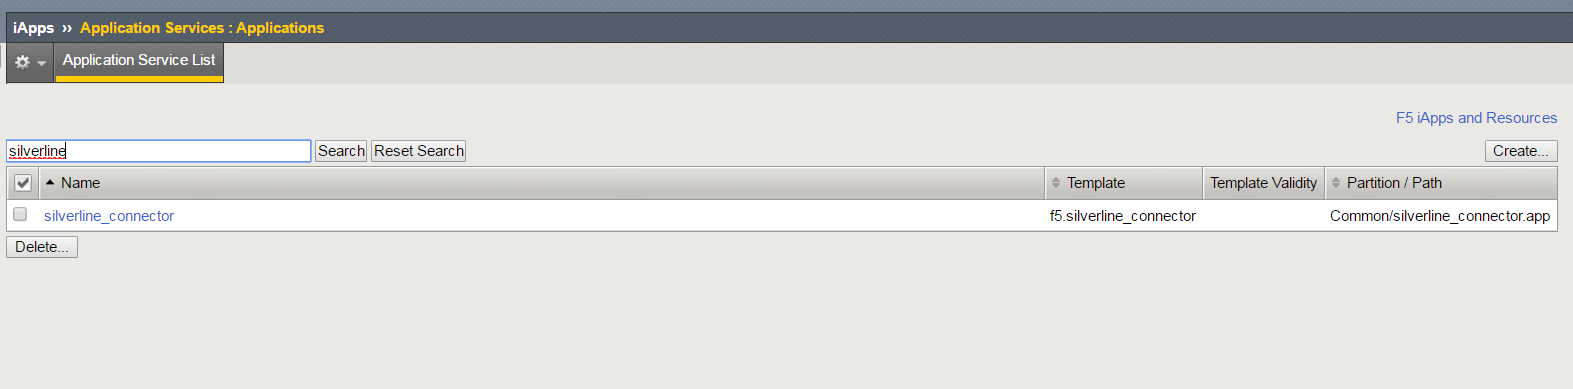 iApps ›› Application Services : Applications
Application Service List
F5 iApps and Resources
silverline Search Reset Search Create...
Name Template Template Validity Partition / Path
silverline_connector f5.silverline_connector Common/silverline_connector.app
Delete...